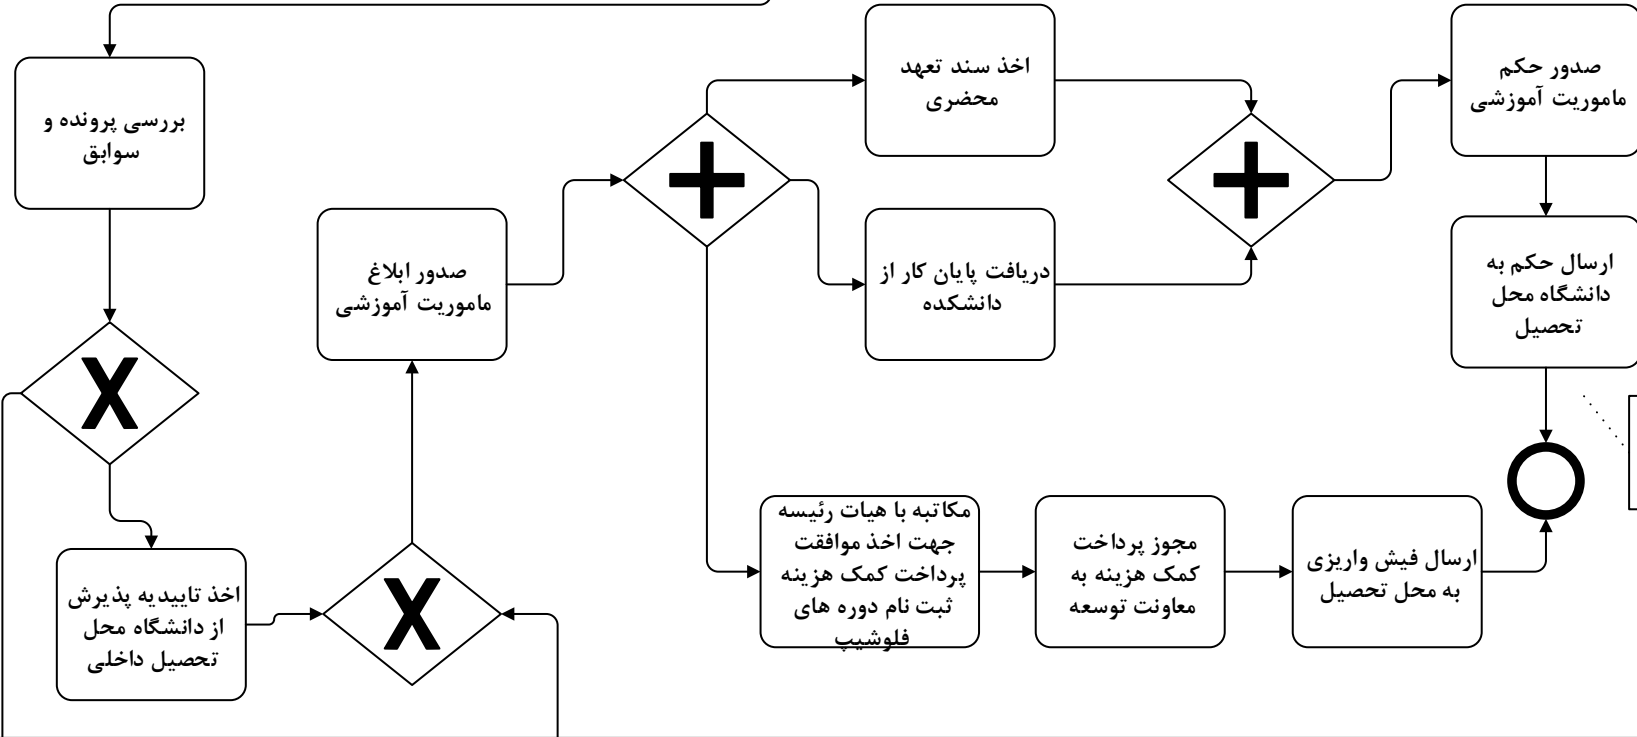 بررسی پرونده و
سوابق
اخذ تاییدیه پذیرش
از دانشگاه محل
تحصیل داخلی
صدور ابلاغ
ماموریت آموزشی
اخذ سند تعهد
محضری
دریافت پایان کار از
دانشکده
مکاتبه با هیات رئیسه
جهت اخذ موافقت
پرداخت کمک هزینه
ثبت نام دوره های
فلوشیپ
مجوز پرداخت
کمک هزینه به
معاونت توسعه
ارسال فیش واریزی
به محل تحصیل
صدور حکم
ماموریت آموزشی
ارسال حکم به
دانشگاه محل
تحصیل